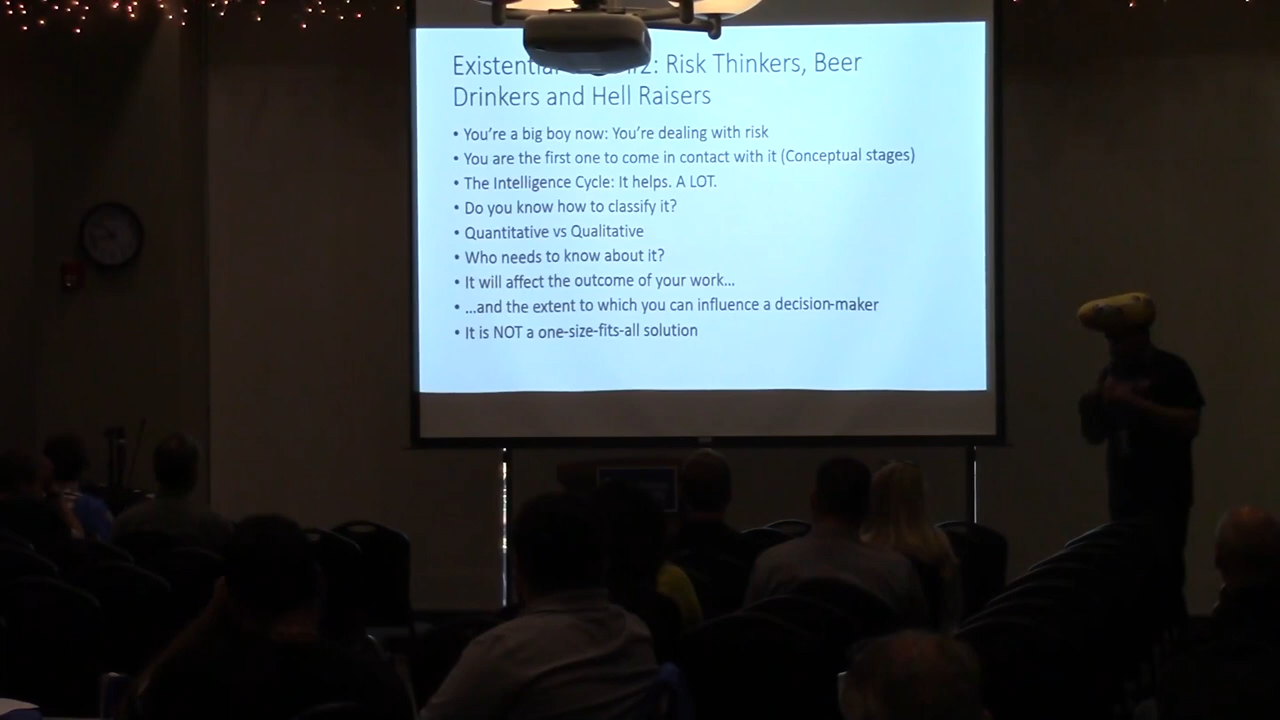 Existential 2: Risk Thinkers, Beer
Drinkers and Hell Raisers
• You're a big boy now: You're dealing with risk
• You are the first one to come in contact with it (Conceptual stages)
• The Intelligence Cycle: It helps. A LOT.
• Do you know how to classify it?
• Quantitative vs Qualitative
• Who needs to know about it?
• It will affect the outcome of your work...
• ...and the extent to which you can influence a decision-maker
• It is NOT a one-size-fits-all solution